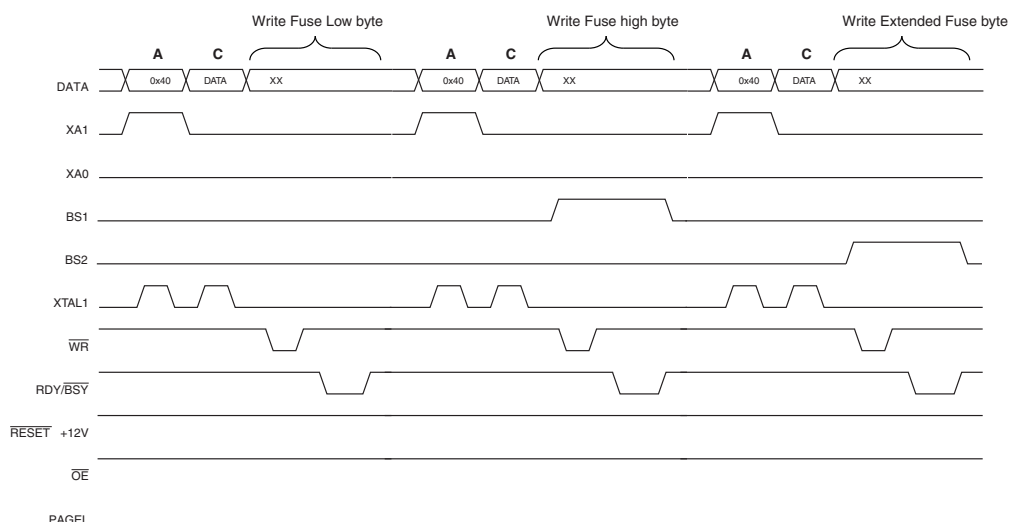 Write Fuse Low byte Write Fuse high byte Write Extended Fuse byte
A C A C A C
DATA 0x40 DATA XX 0x40 DATA XX 0x40 DATA XX
XA1
XA0
BS1
BS2
XTAL1
WR
RDY/BSY
RESET +12V
OE
PAGEL